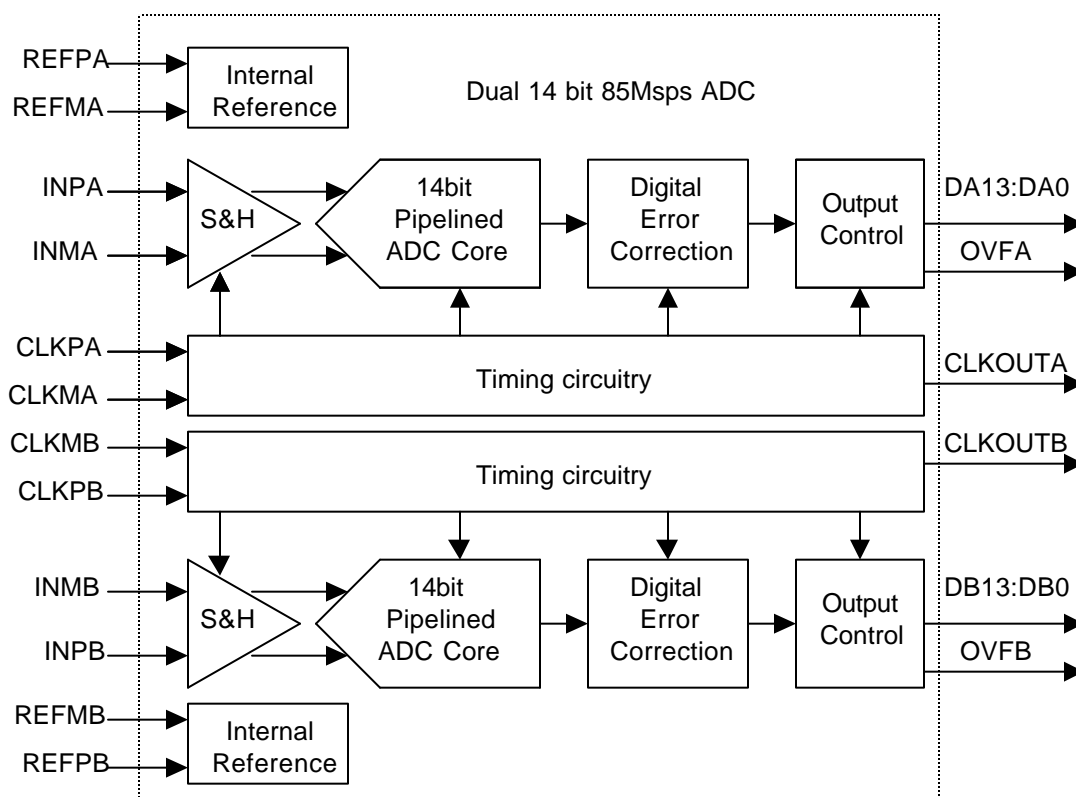 REFPA
REFMA
Internal
Reference
Dual 14 bit 85Msps ADC
INPA
INMA
S&H
14bit
Pipelined
ADC Core
Digital
Error
Correction
Output
Control
DA13:DA0
OVFA
CLKPA
CLKMA
Timing circuitry
CLKOUTA
CLKMB
CLKPB
Timing circuitry
CLKOUTB
INMB
INPB
S&H
14bit
Pipelined
ADC Core
Digital
Error
Correction
Output
Control
DB13:DB0
OVFB
REFMB
REFPB
Internal
Reference